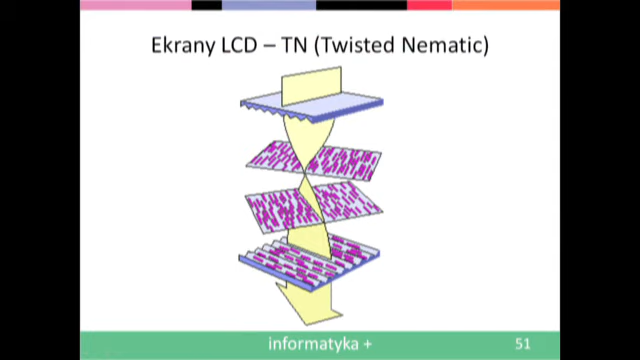 Ekrany LCD – TN (Twisted Nematic)
informatyka +
51